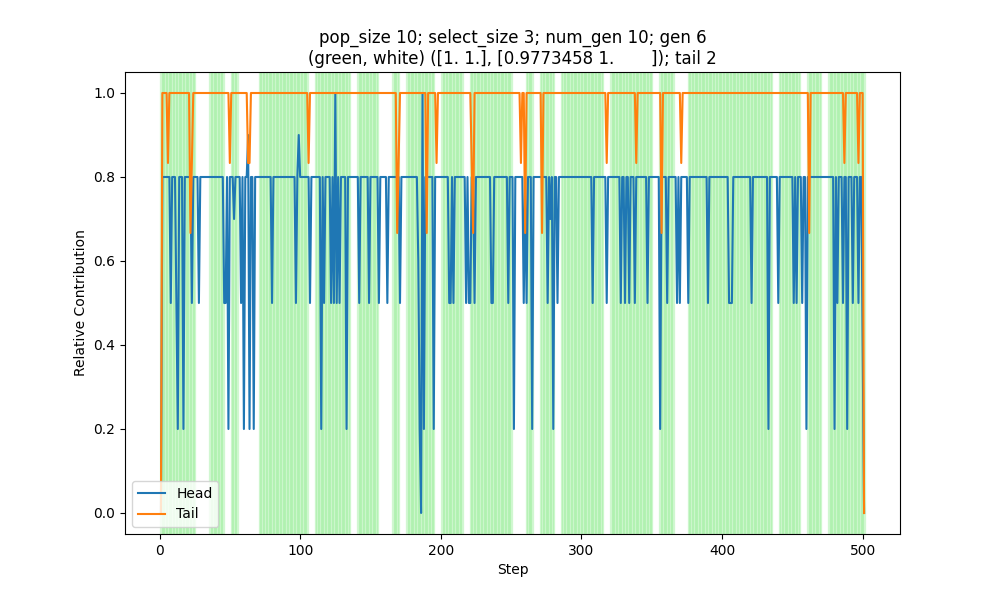 pop_size 10; select_size 3; num_gen 10; gen 6
(green, white) ([1. 1.], [0.9773458 1.       ]); tail 2
1.0
0.8
0.6
0.4
0.2
0.0
Relative Contribution
Head
Tail
0
100
200
300
400
500
Step